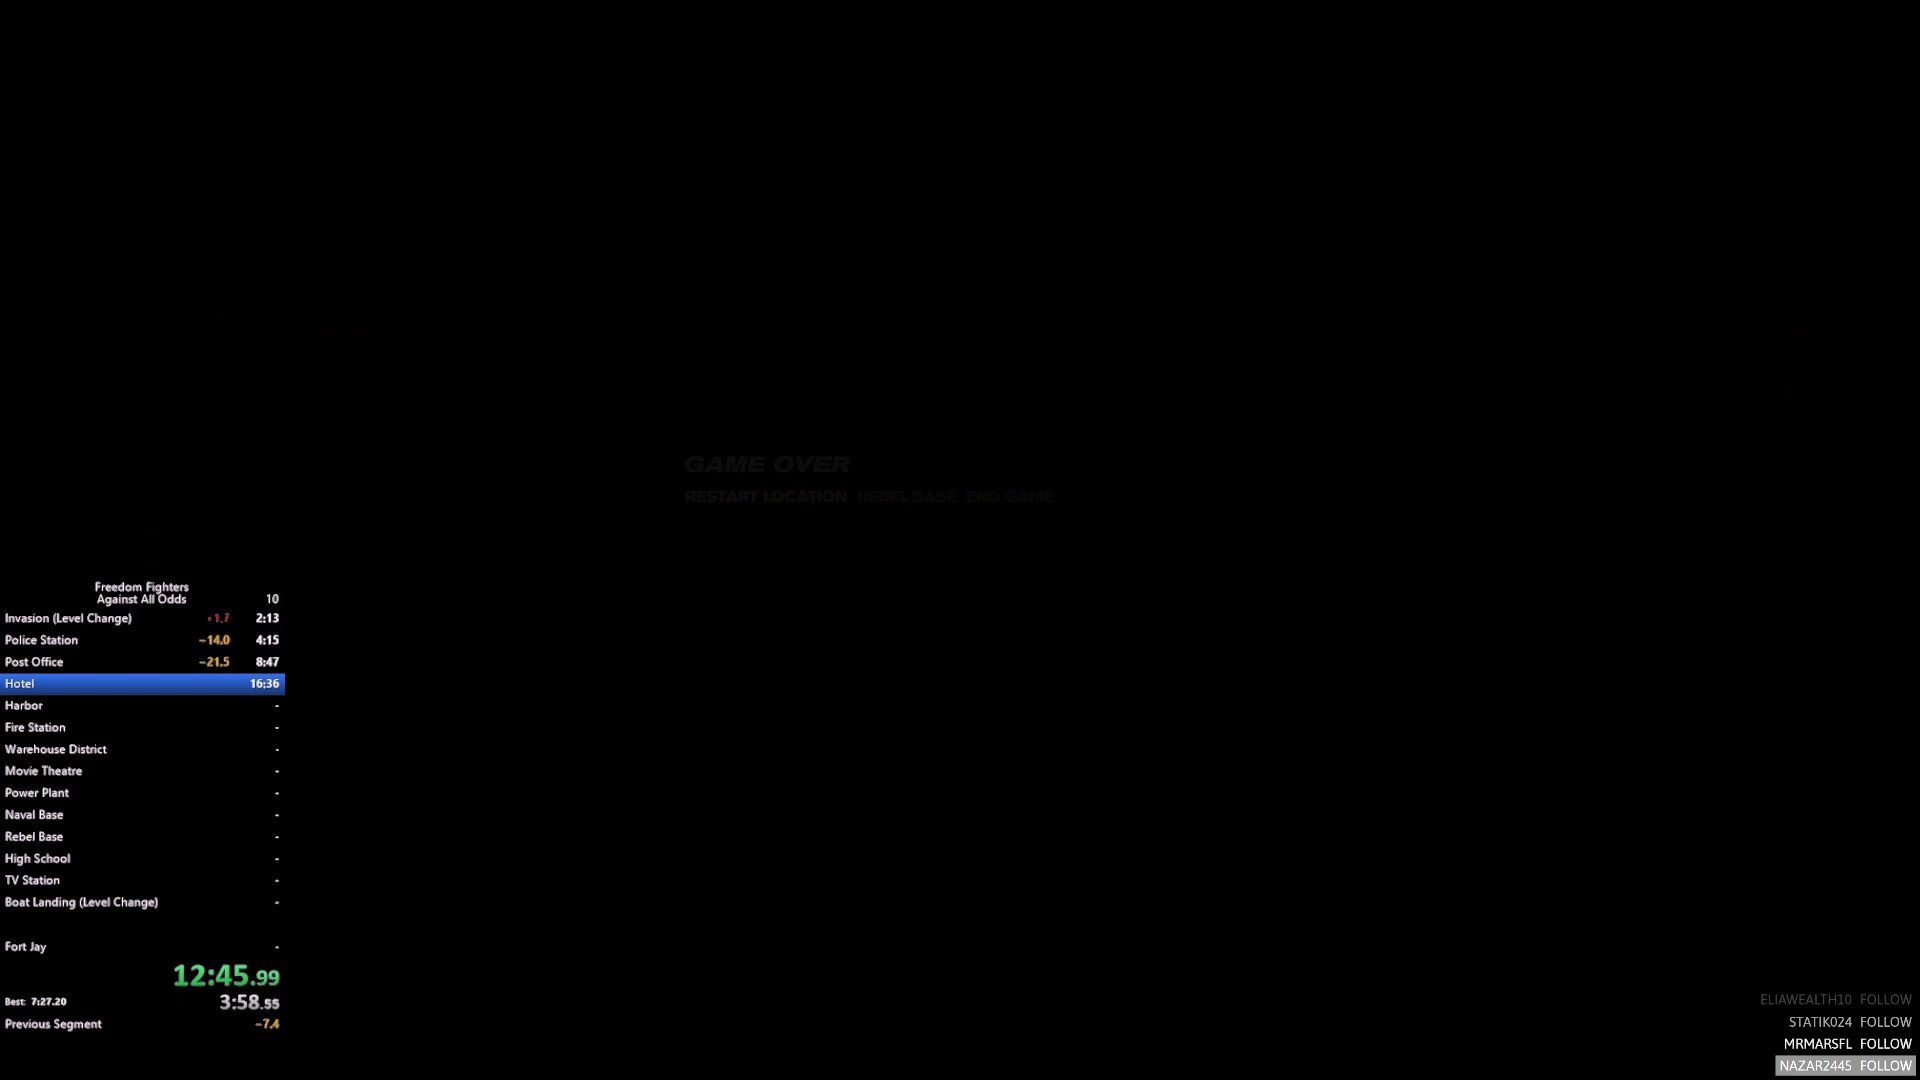 GAME OVER
RESTART LOCATION REBEL BASE END GAME
Freedom Fighters
Against All Odds 10
Invasion (Level Change) +1.7 2:13
Police Station −14.0 4:15
Post Office −21.5 8:47
Hotel 16:36
Harbor -
Fire Station -
Warehouse District -
Movie Theatre -
Power Plant -
Naval Base -
Rebel Base -
High School -
TV Station -
Boat Landing (Level Change) -
Fort Jay -
12:45.99
Best: 7:27.20 3:58.55
Previous Segment −7.4
ELIAWEALTH10 FOLLOW
STATIK024 FOLLOW
MRMARSFL FOLLOW
NAZAR2445 FOLLOW